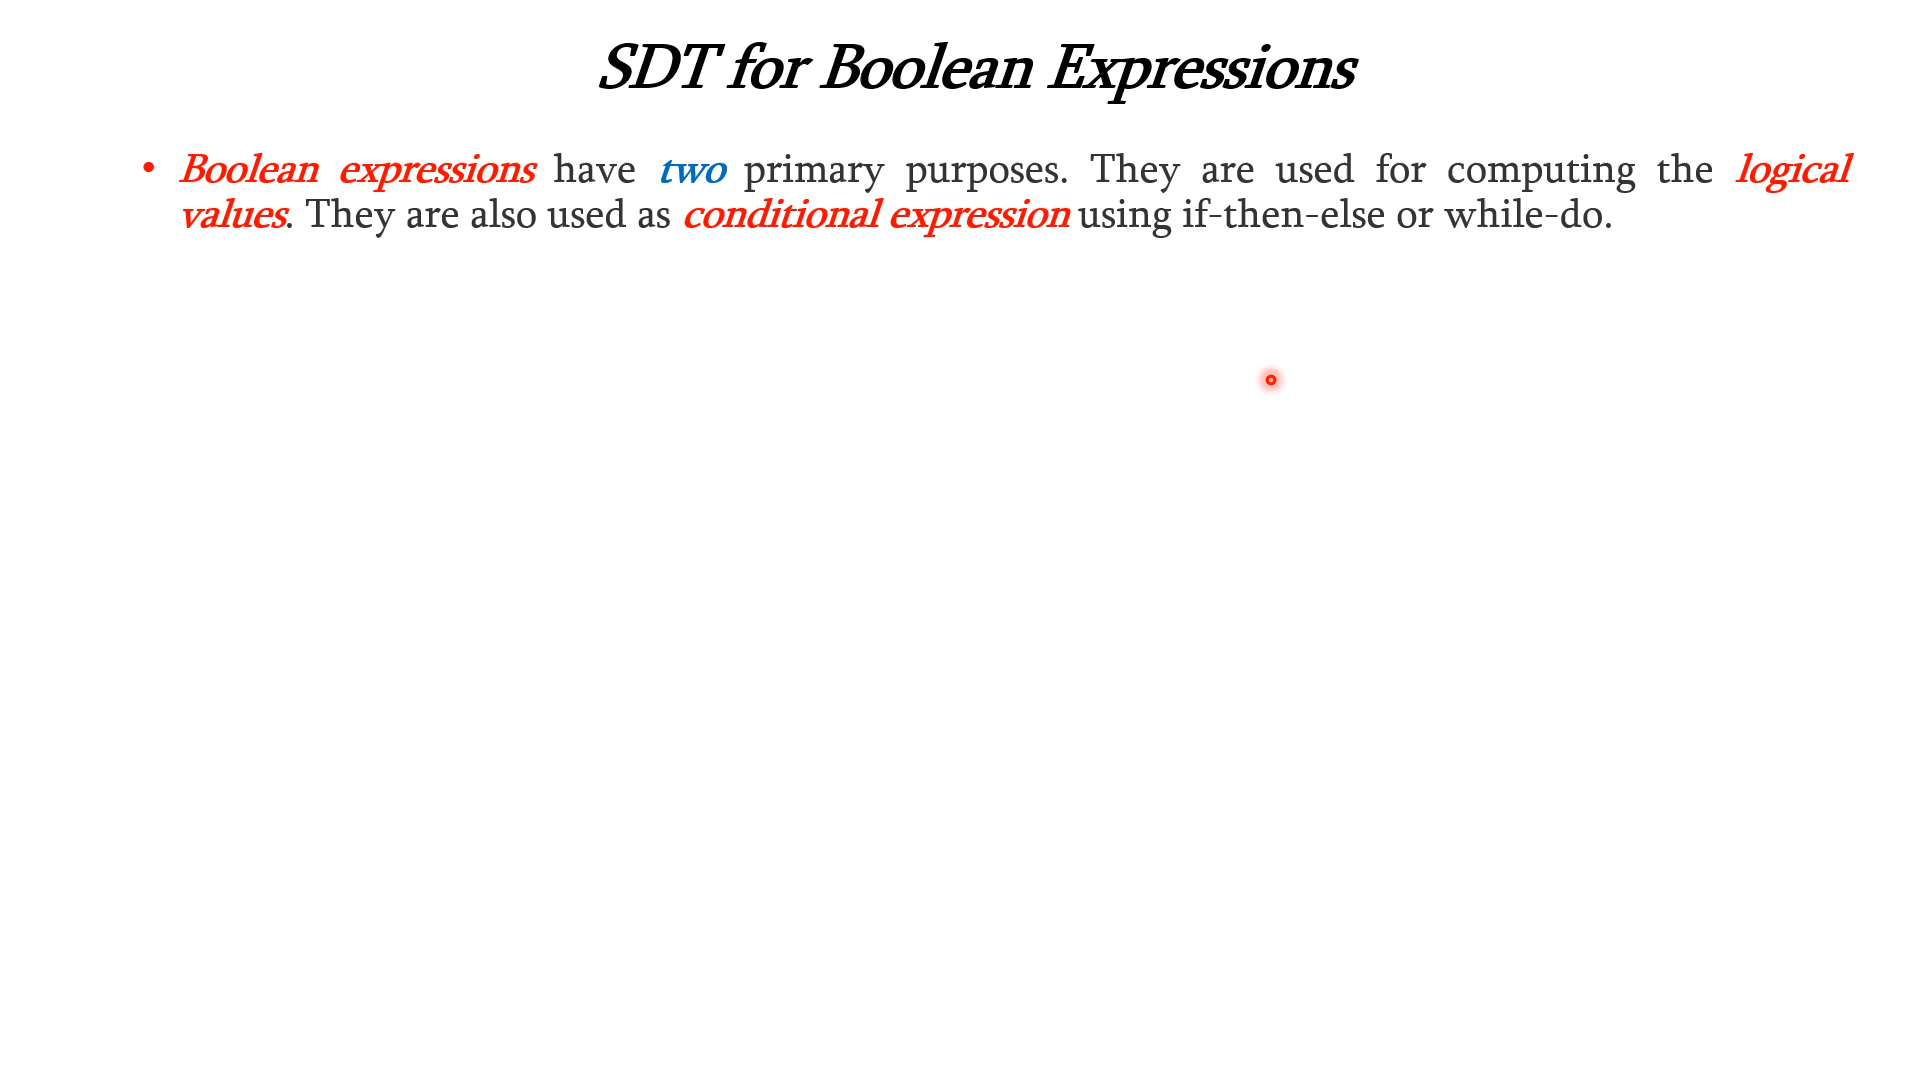 SDT for Boolean Expressions
• Boolean expressions have two primary purposes. They are used for computing the logical
values. They are also used as conditional expression using if-then-else or while-do.